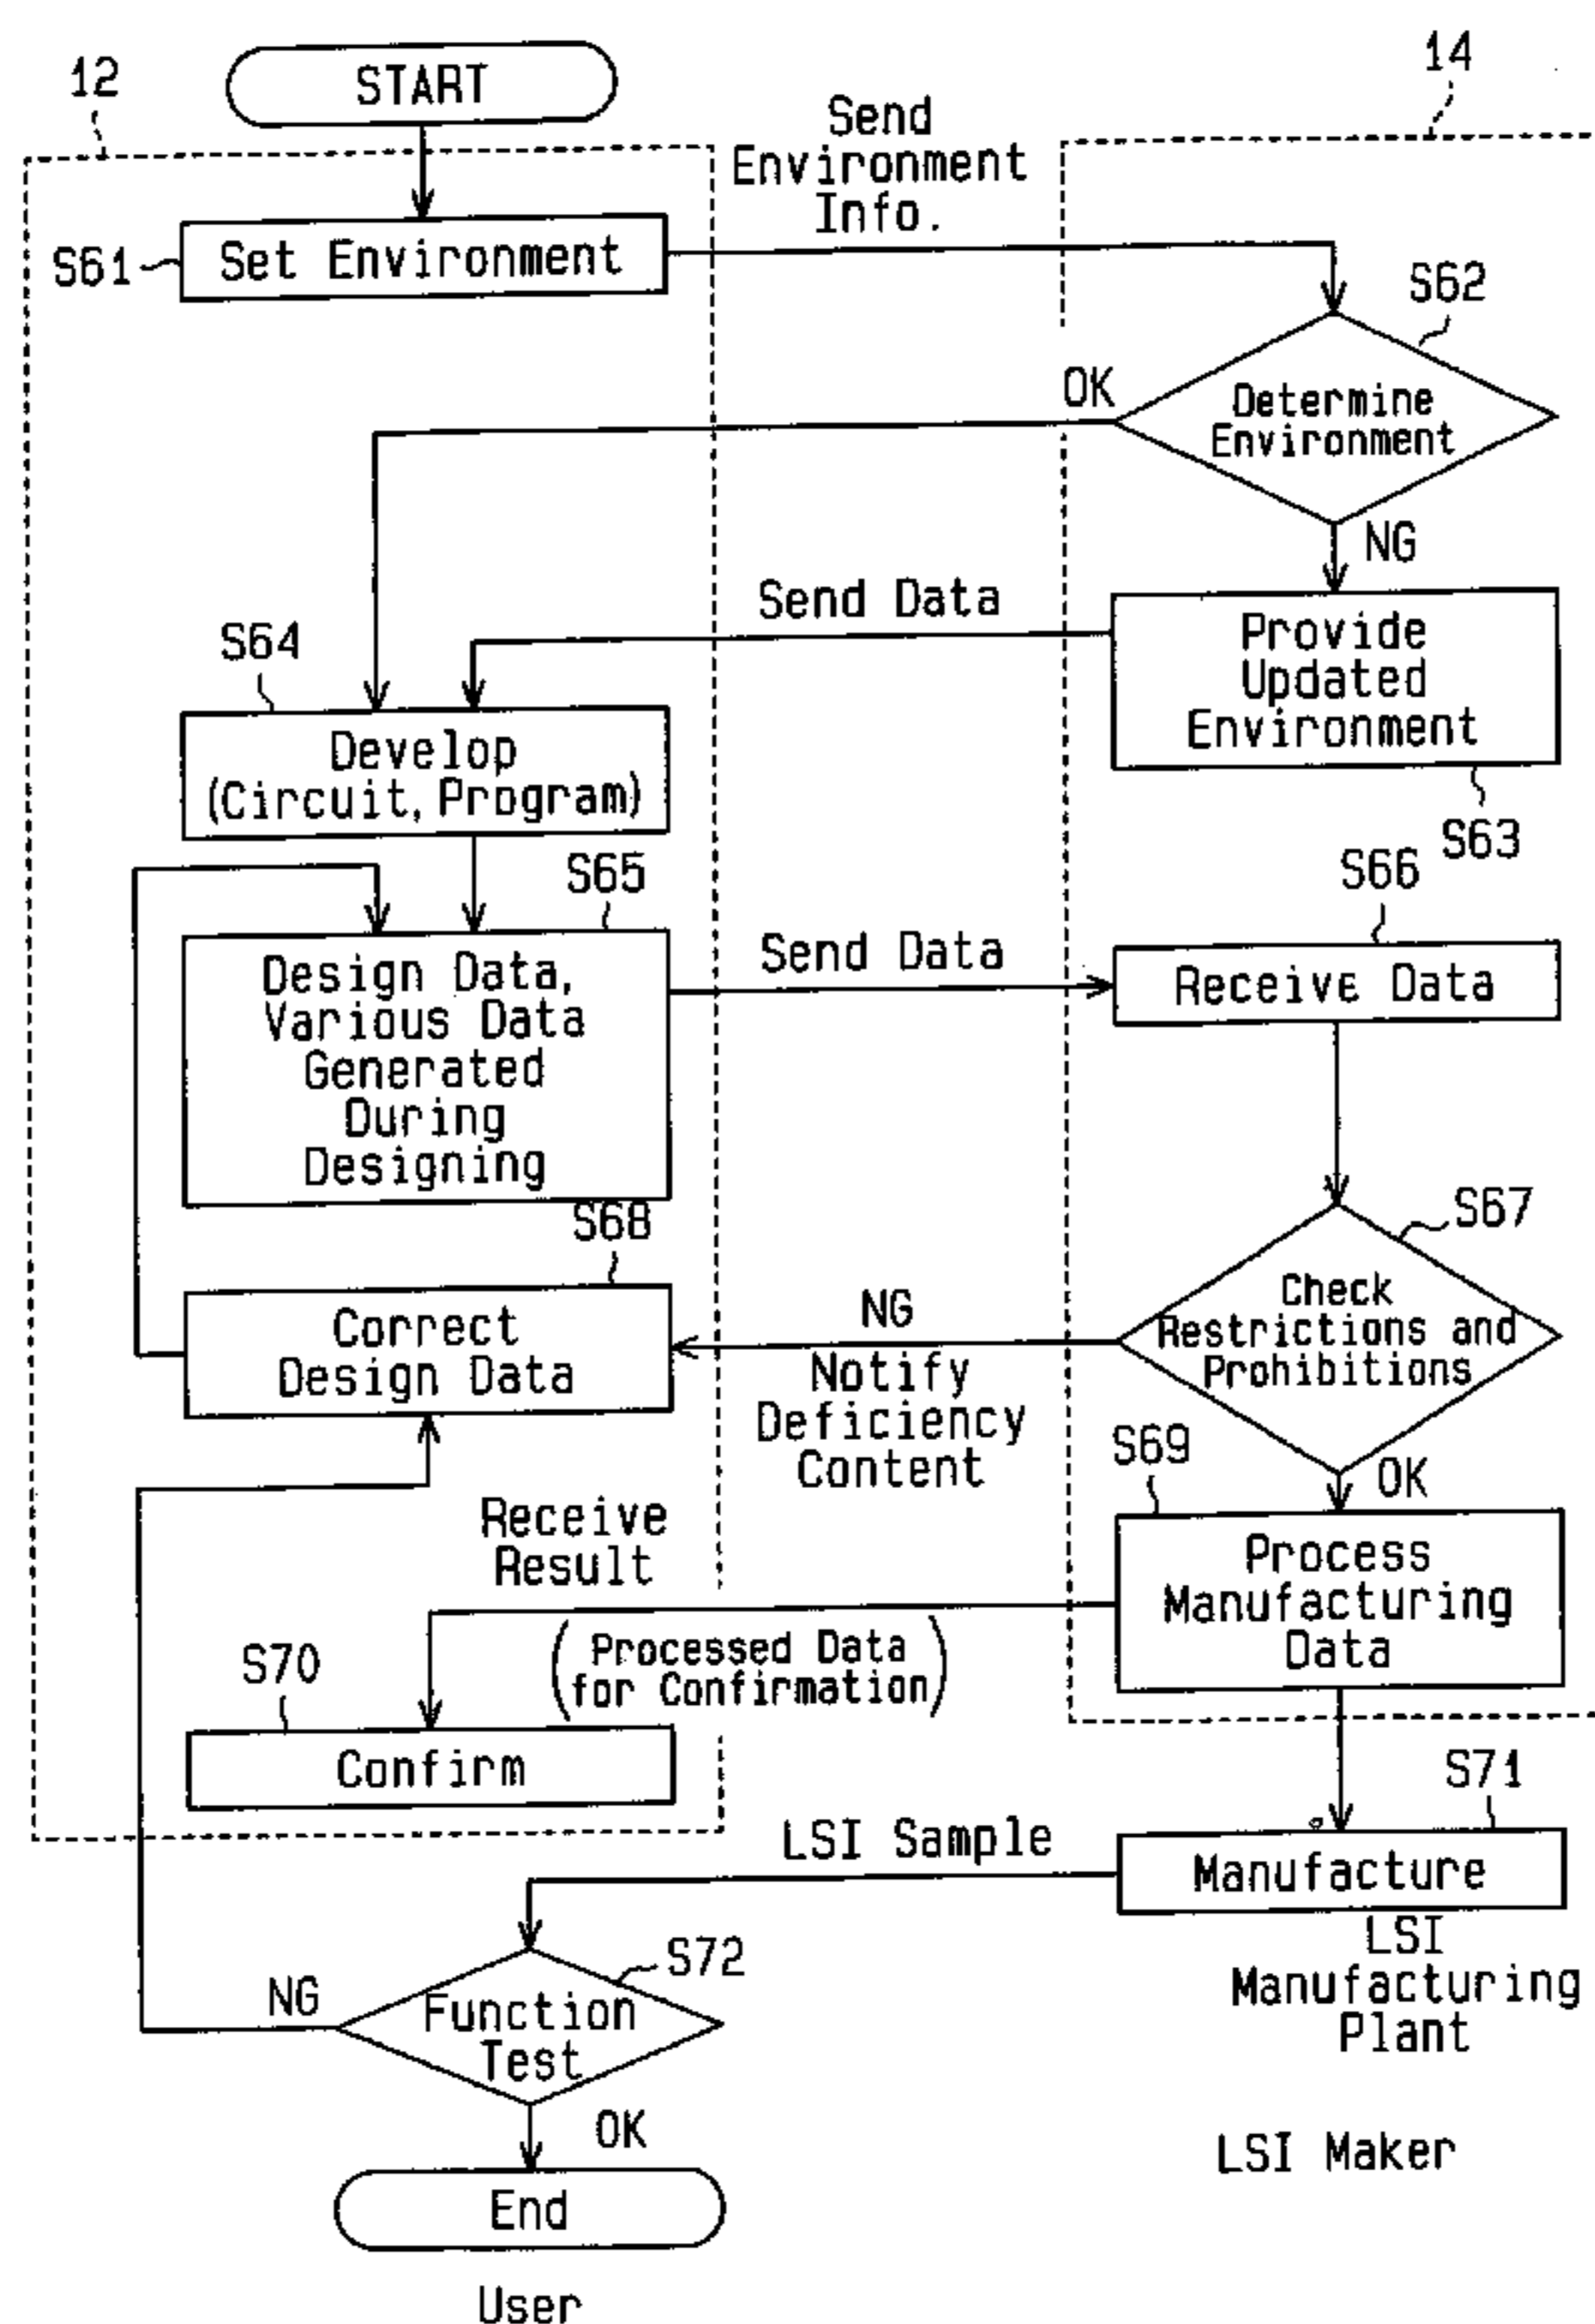 12
START
14
Send
Environment
Info.
S61
Set Environment
S62
OK
Determine
Environment
NG
Send Data
Provide
Updated
Environment
S63
S64
Develop
(Circuit, Program)
S65
Design Data,
Various Data
Generated
During
Designing
Send Data
S66
Receive Data
S67
Check
Restrictions and
Prohibitions
NG
Notify
Deficiency
Content
S68
Correct
Design Data
OK
S69
Process
Manufacturing
Data
Receive
Result
(Processed Data
for Confirmation)
S70
Confirm
S71
Manufacture
LSI
Manufacturing
Plant
LSI Sample
S72
Function
Test
NG
OK
End
LSI Maker
User